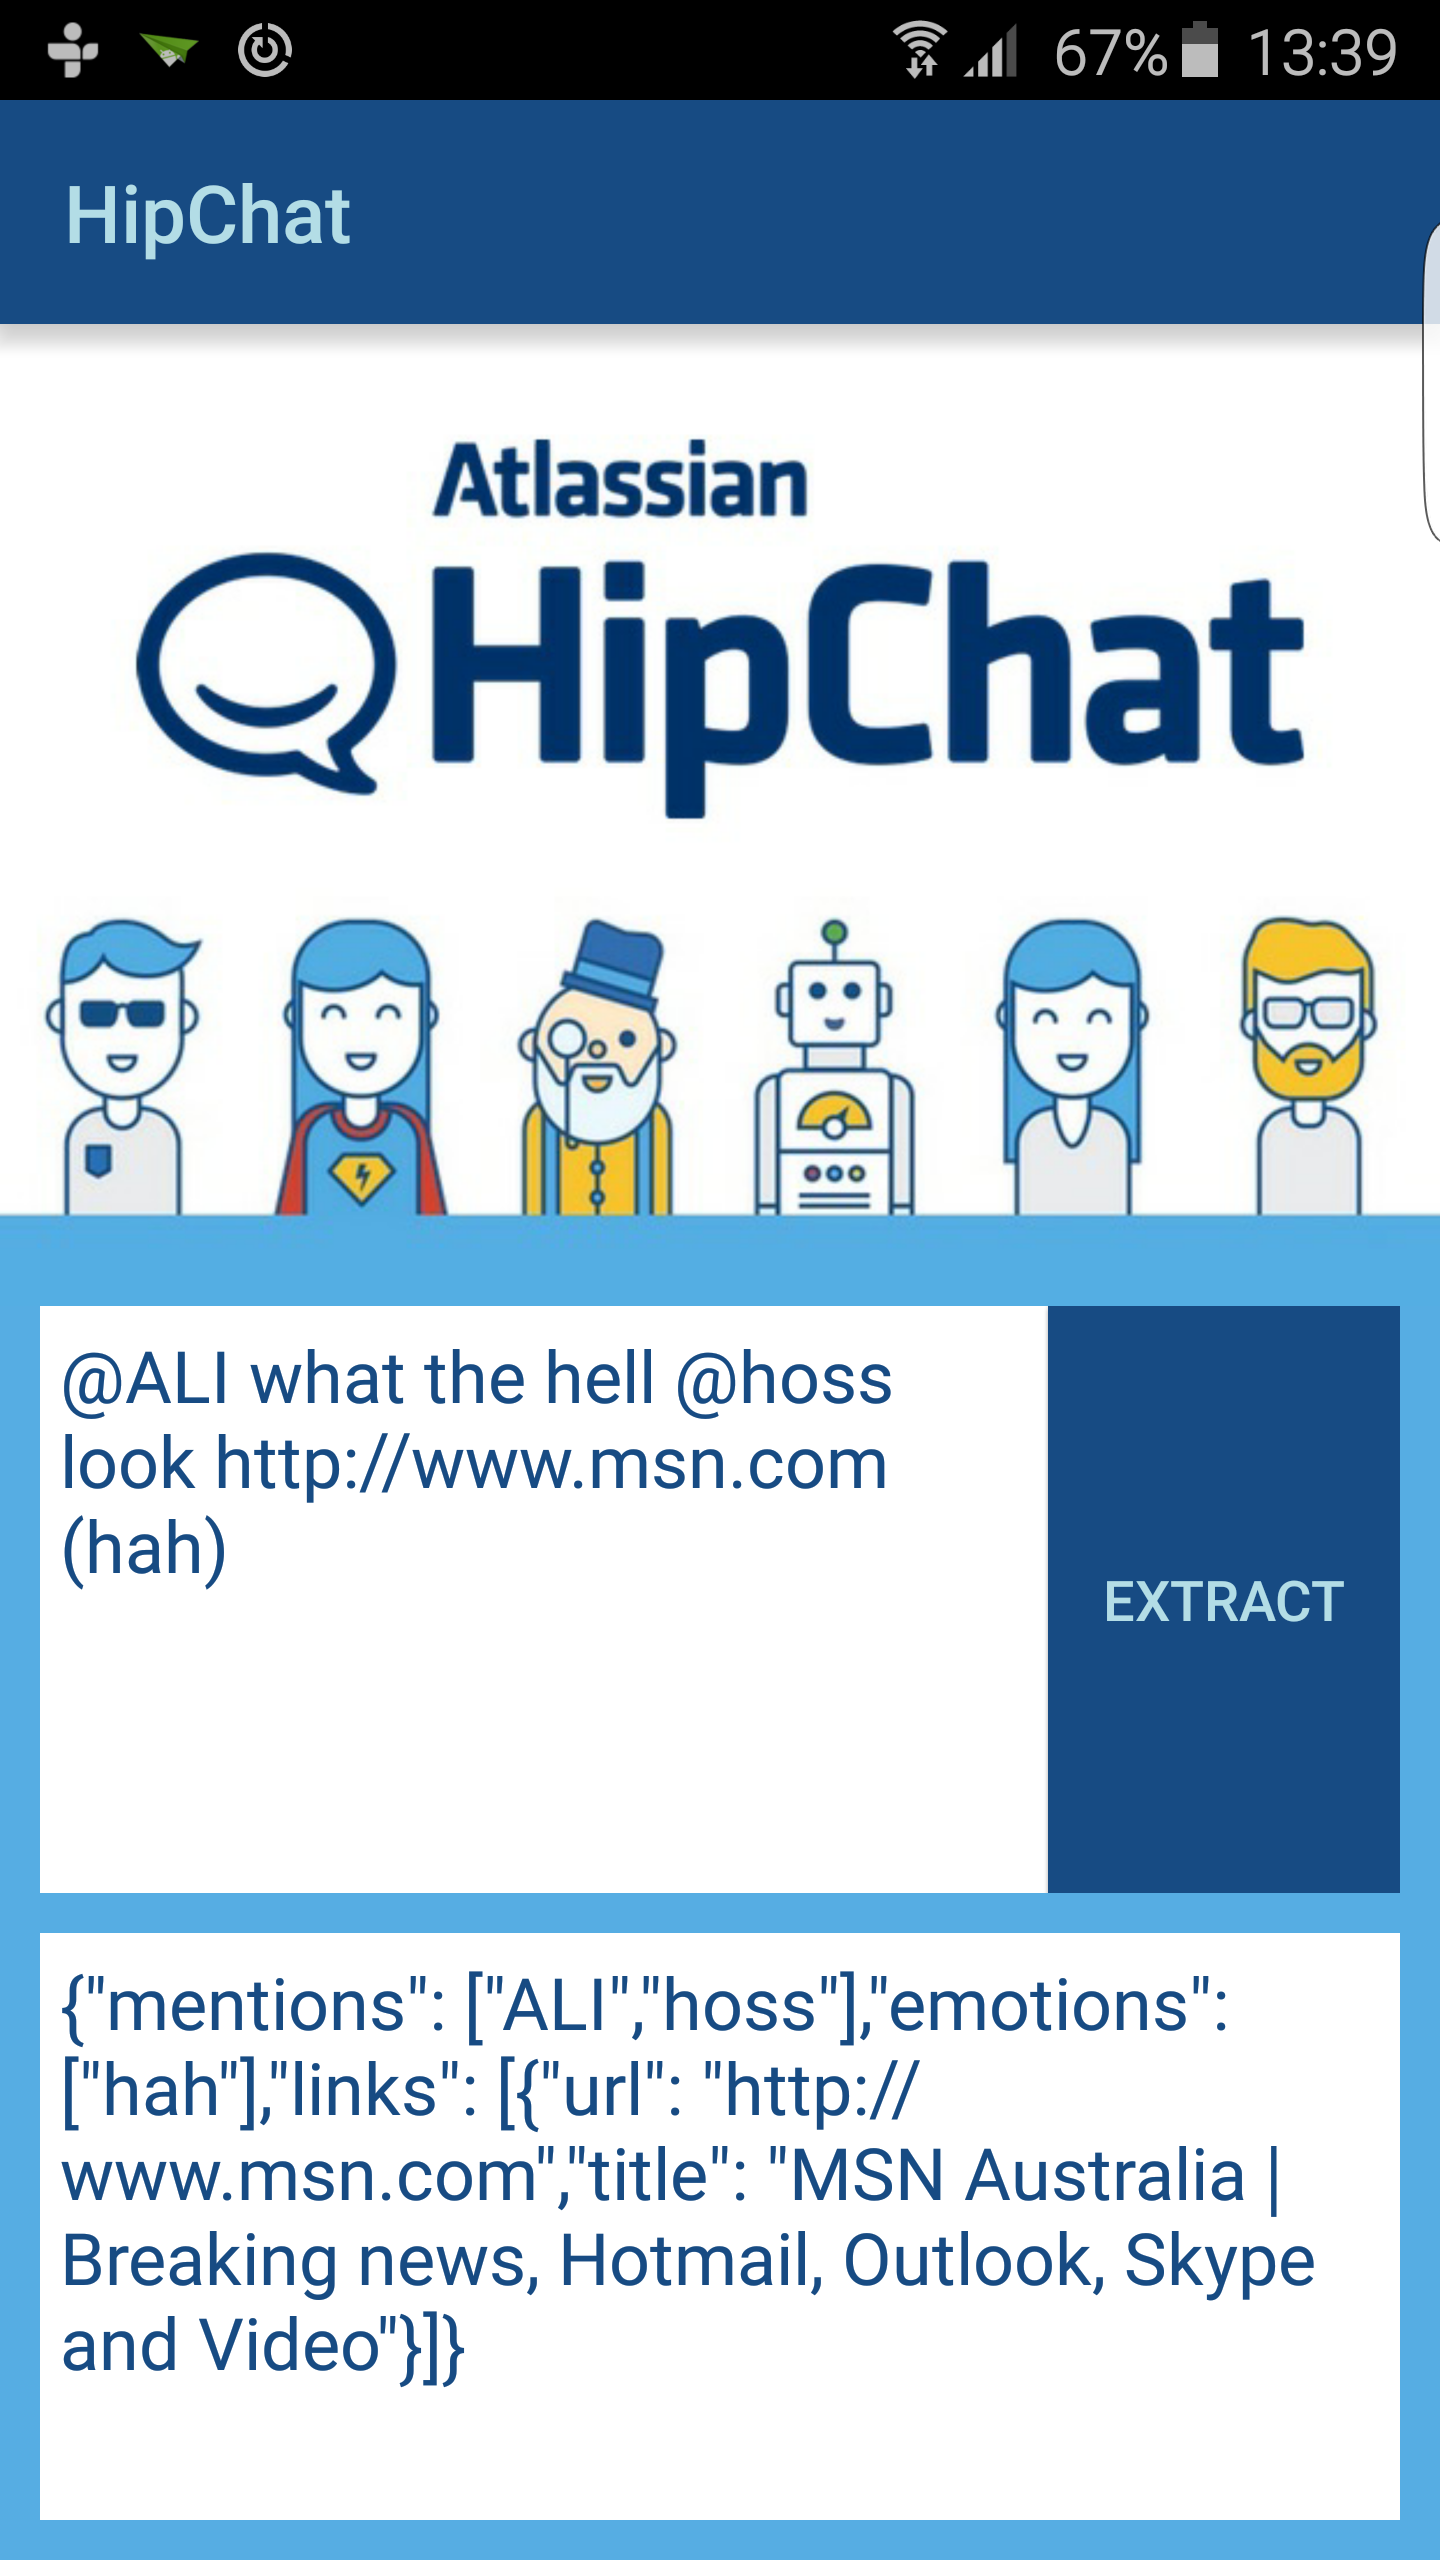 67% 13:39
HipChat
Atlassian
HipChat
@ALI what the hell @hoss
look http://www.msn.com
(hah)
EXTRACT
{"mentions": ["ALI","hoss"],"emotions":
["hah"],"links": [{"url": "http://
www.msn.com","title": "MSN Australia |
Breaking news, Hotmail, Outlook, Skype
and Video"}]}